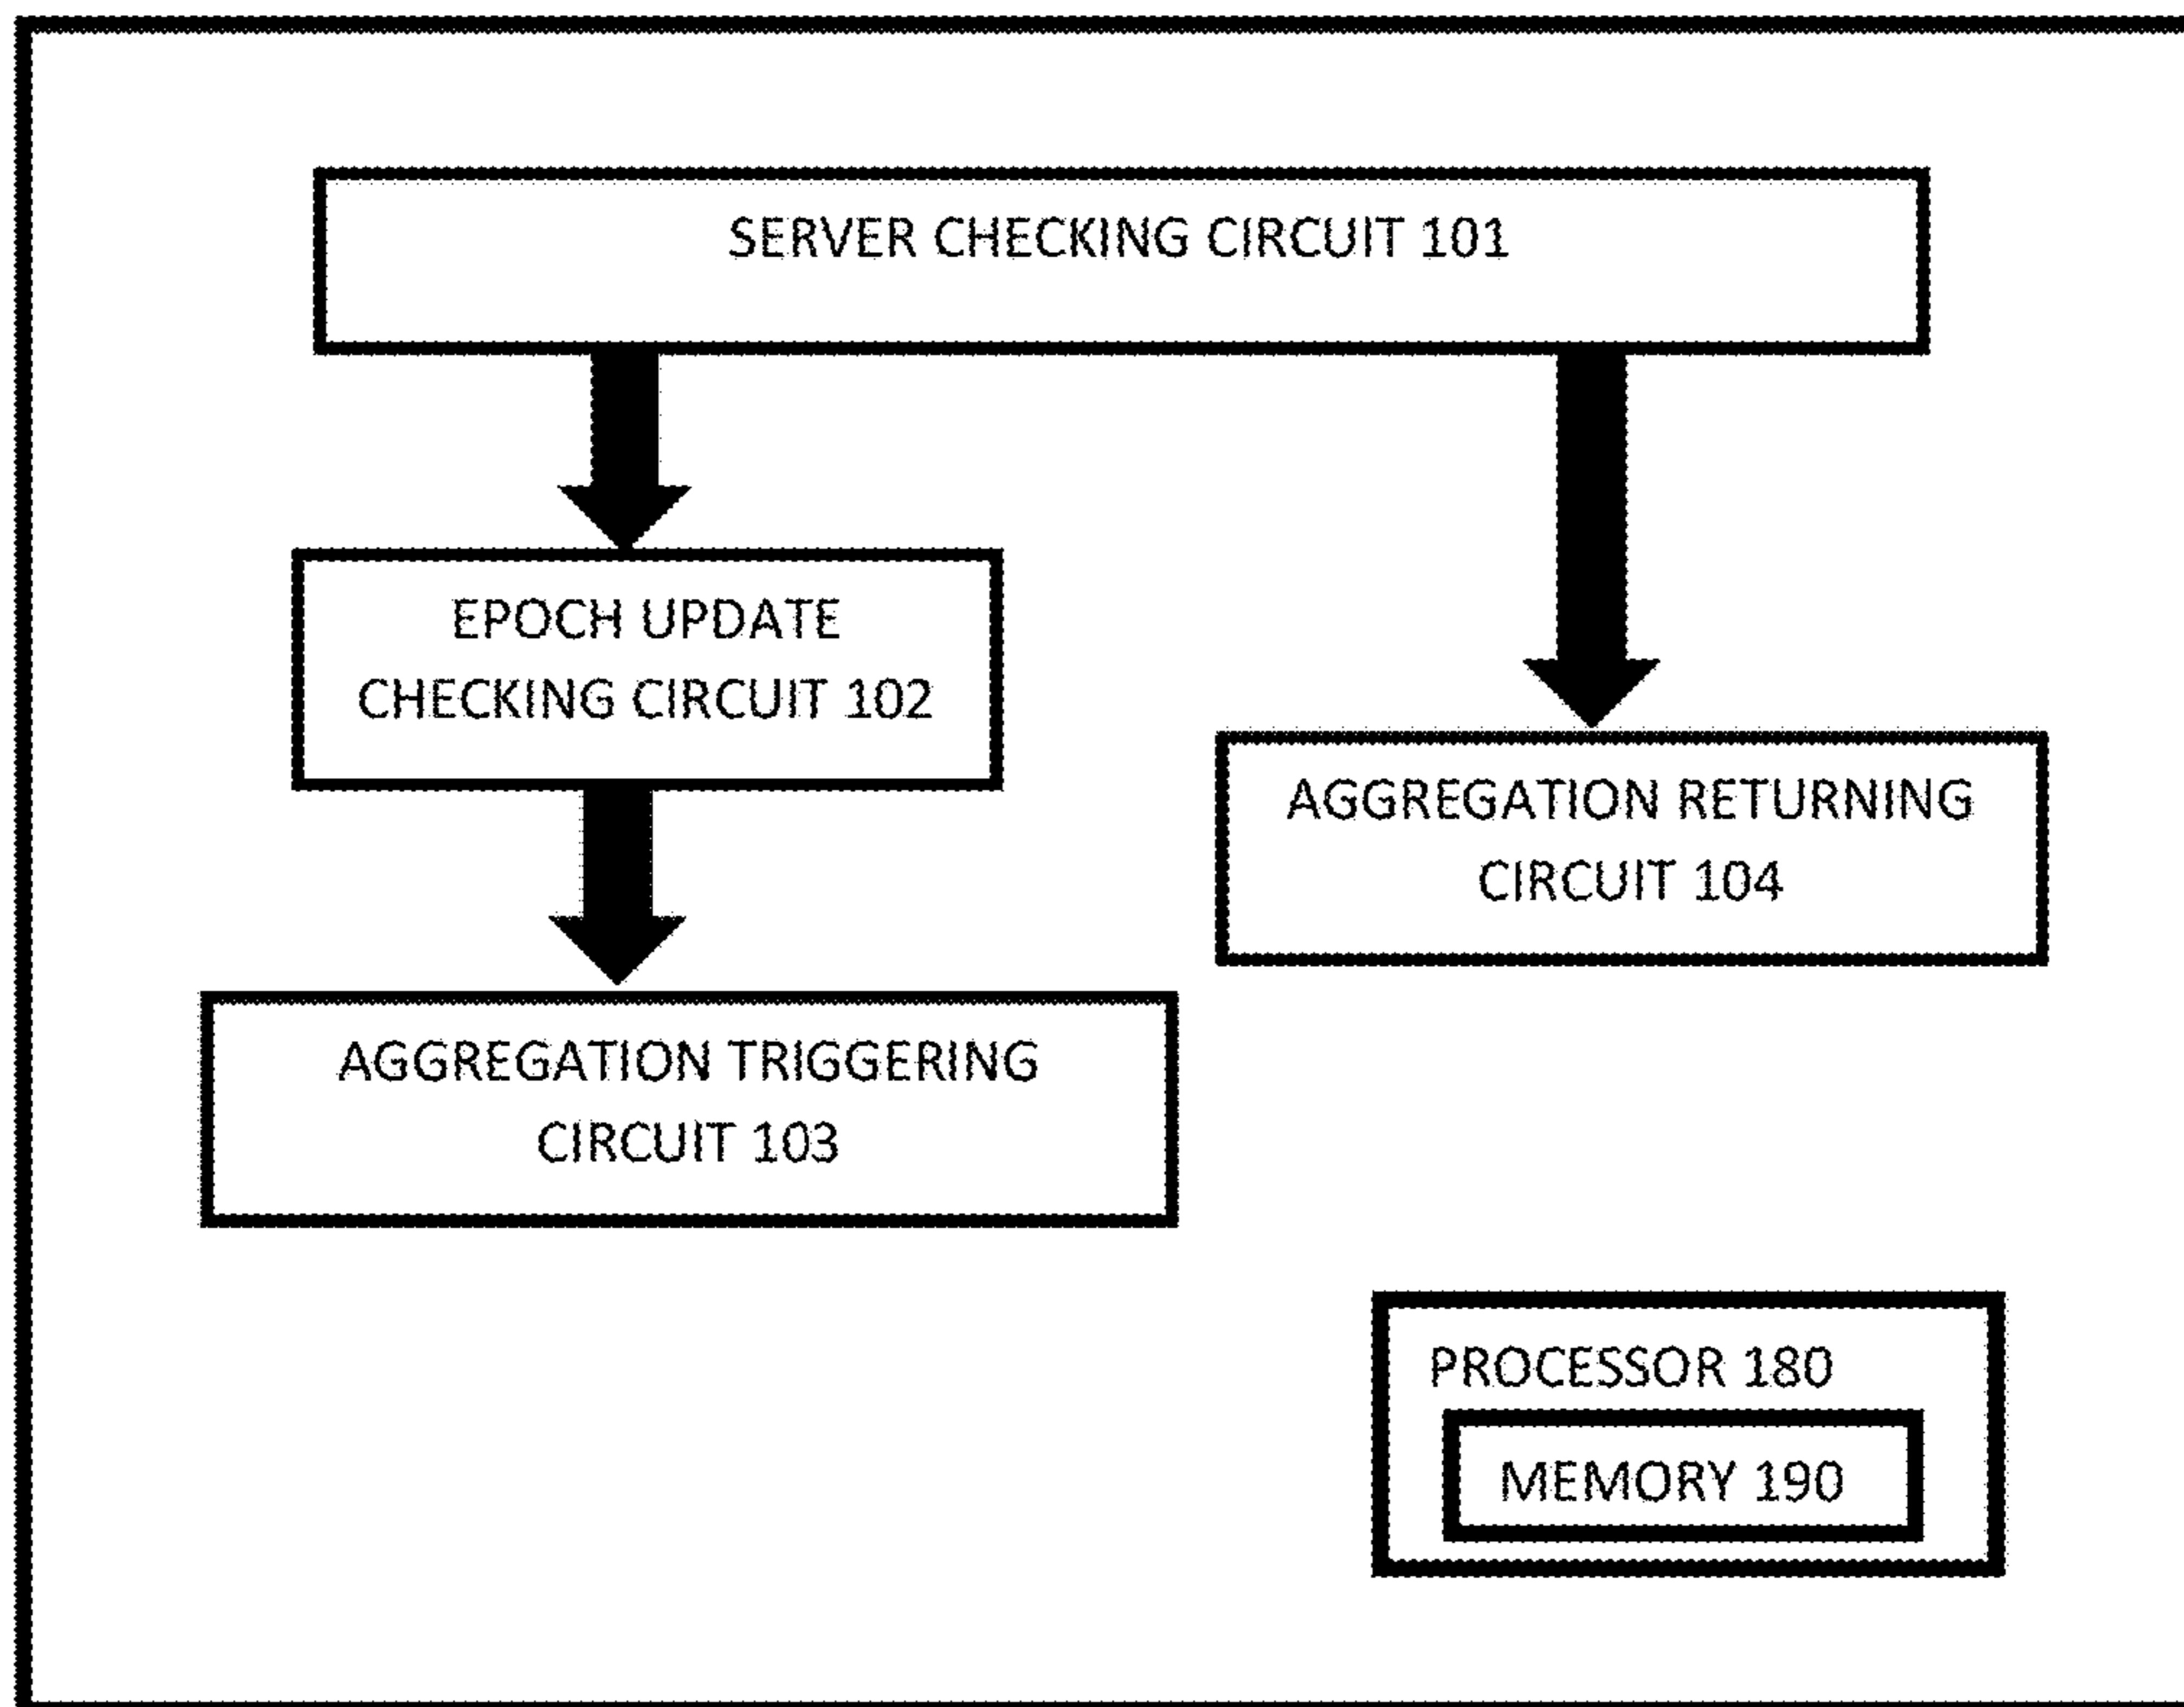 SERVER CHECKING CIRCUIT 101
EPOCH UPDATE
CHECKING CIRCUIT 102
AGGREGATION RETURNING
CIRCUIT 104
AGGREGATION TRIGGERING
CIRCUIT 103
PROCESSOR 180
MEMORY 190